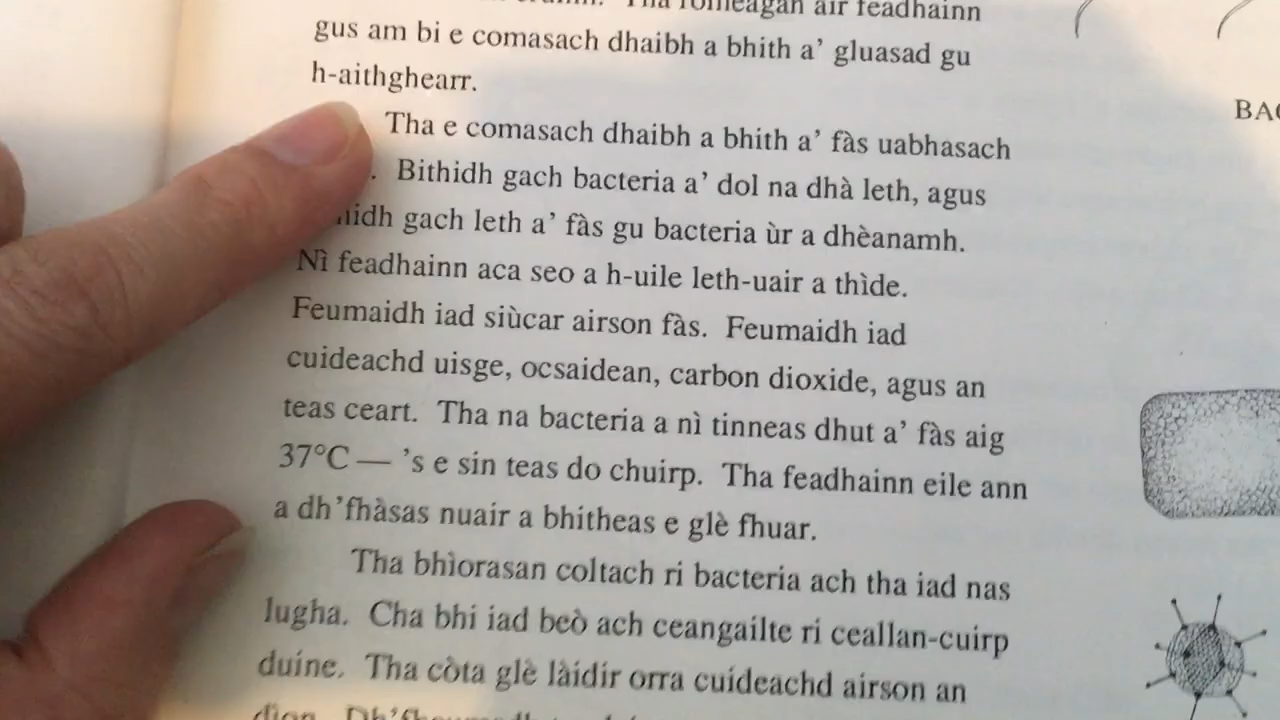 air feadhainn
gus am bi e comasach dhaibh a bhith a' gluasad gu
h-aithghearr.
Tha e comasach dhaibh a bhith a' fàs uabhasach
. Bithidh gach bacteria a' dol na dhà leth, agus
gach leth a' fàs gu bacteria ùr a dhèanamh.
Nì feadhainn aca seo a h-uile leth-uair a thìde.
Feumaidh iad siùcar airson fàs. Feumaidh iad
cuideachd uisge, ocsaidean, carbon dioxide, agus an
teas ceart. Tha na bacteria a nì tinneas dhut a' fàs aig
37°C — 's e sin teas do chuirp. Tha feadhainn eile ann
a dh'fhàsas nuair a bhitheas e glè fhuar.
Tha bhìorasan coltach ri bacteria ach tha iad nas
lugha. Cha bhi iad beò ach ceangailte ri ceallan-cuirp
duine. Tha còta glè làidir orra cuideachd airson an